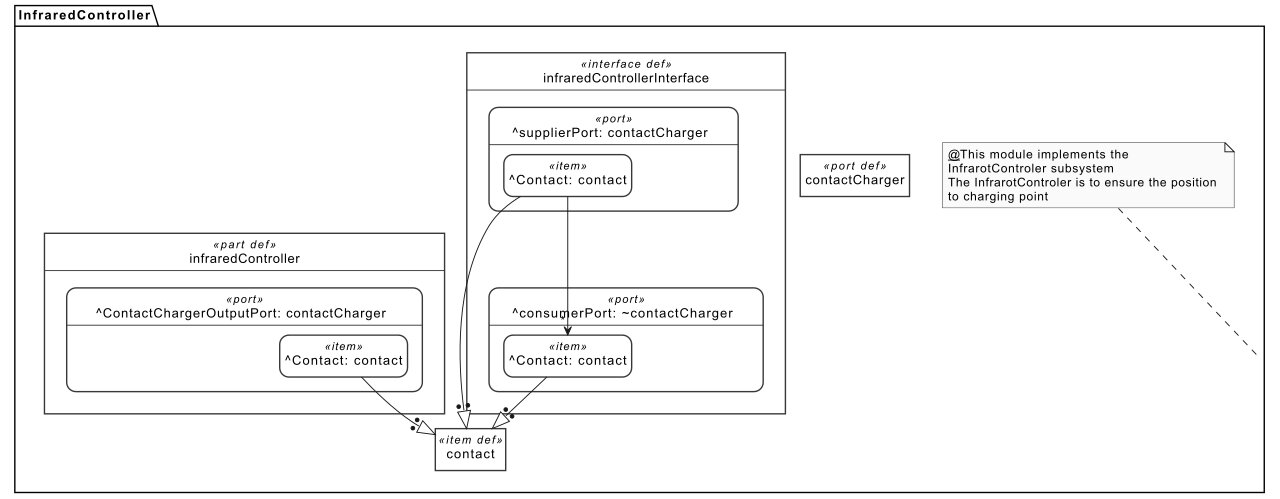 InfraredController
«interface def»
infraredControllerInterface
«port»
^supplierPort: contactCharger
«item»
^Contact: contact
«port def»
contactCharger
@This module implements the
InfrarotControler subsystem
The InfrarotControler is to ensure the position
to charging point
«part def»
infraredController
«port»
^ContactChargerOutputPort: contactCharger
«item»
^Contact: contact
«port»
^consumerPort: ~contactCharger
«item»
^Contact: contact
«item def»
contact